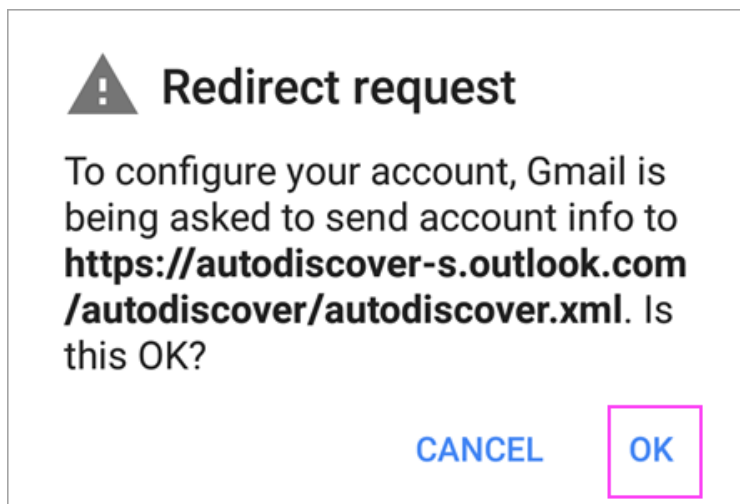 Redirect request
To configure your account, Gmail is
being asked to send account info to
https://autodiscover-s.outlook.com
/autodiscover/autodiscover.xml. Is
this OK?
CANCEL OK